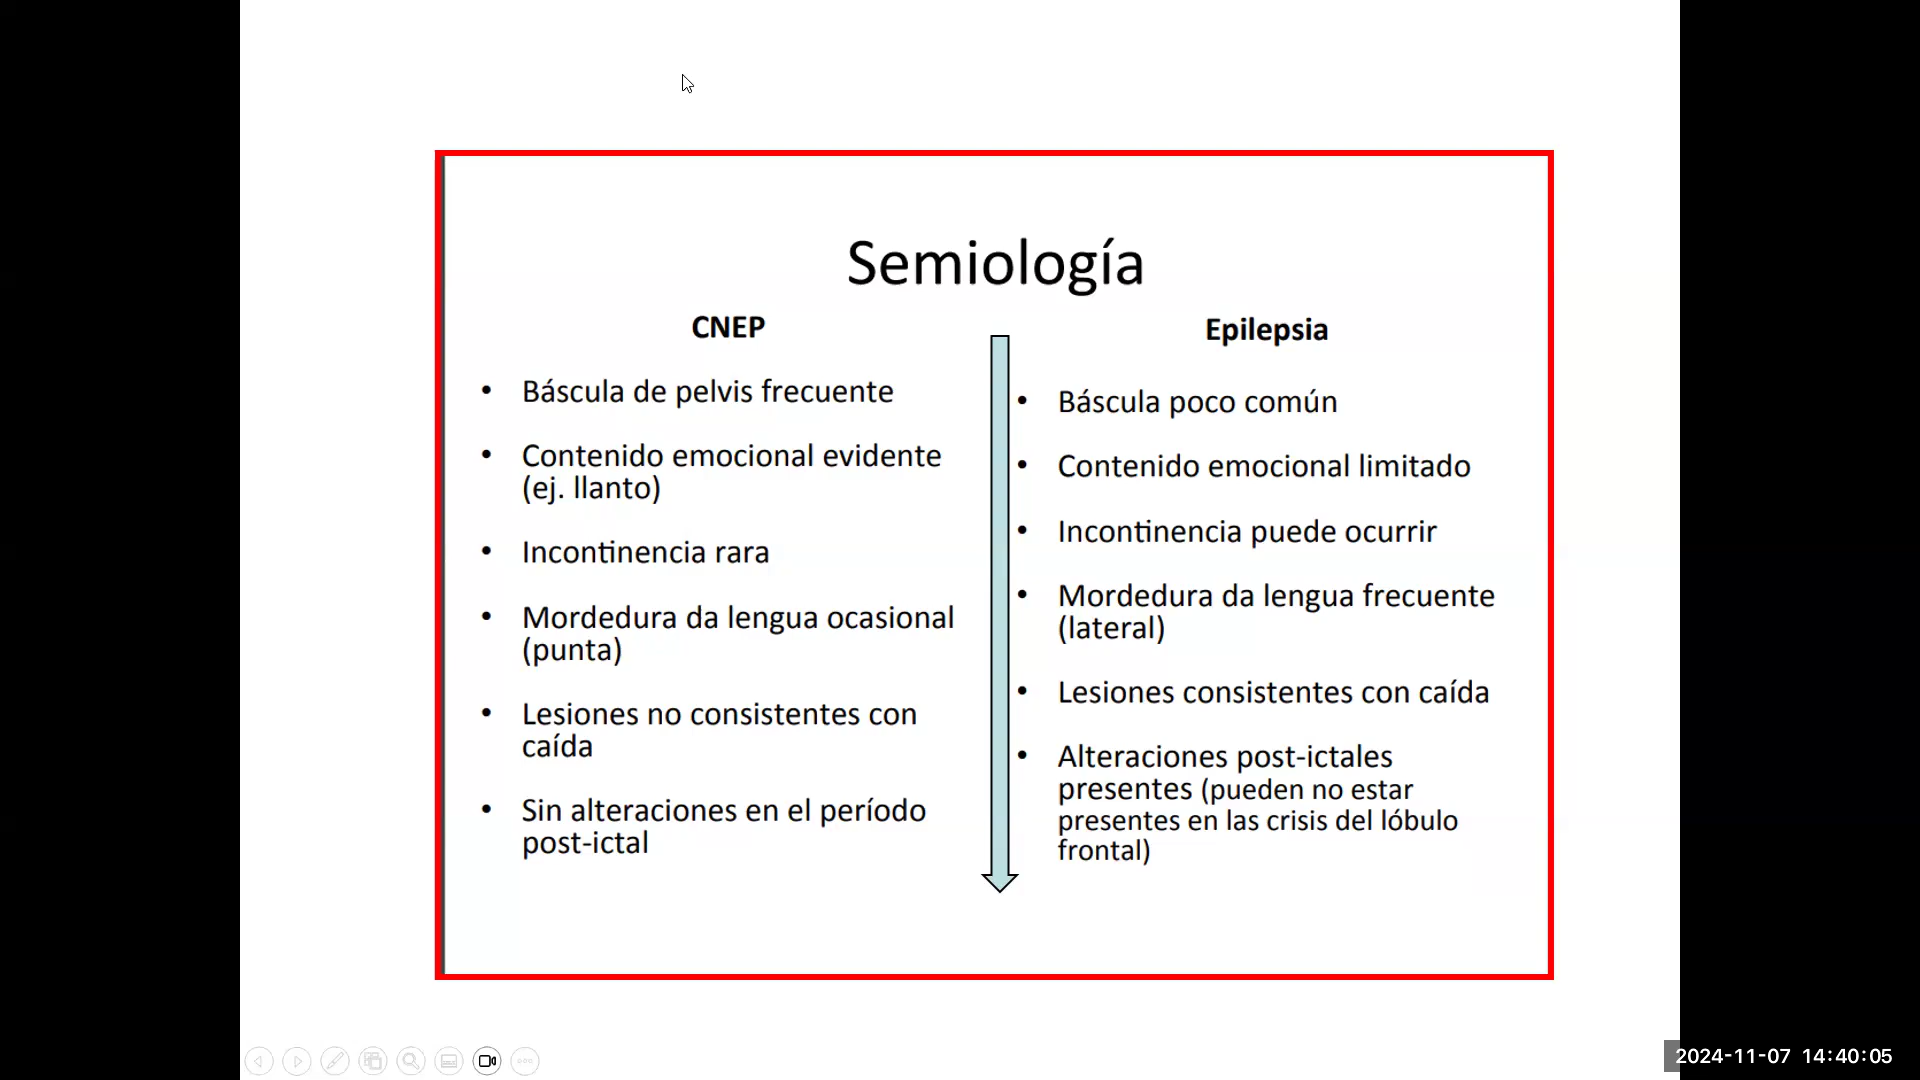 Semiología
CNEP
• Báscula de pelvis frecuente
• Contenido emocional evidente
(ej. llanto)
• Incontinencia rara
• Mordedura da lengua ocasional
(punta)
• Lesiones no consistentes con
caída
• Sin alteraciones en el período
post-ictal
Epilepsia
• Báscula poco común
• Contenido emocional limitado
• Incontinencia puede ocurrir
• Mordedura da lengua frecuente
(lateral)
• Lesiones consistentes con caída
• Alteraciones post-ictales
presentes (pueden no estar
presentes en las crisis del lóbulo
frontal)
2024-11-07 14:40:05